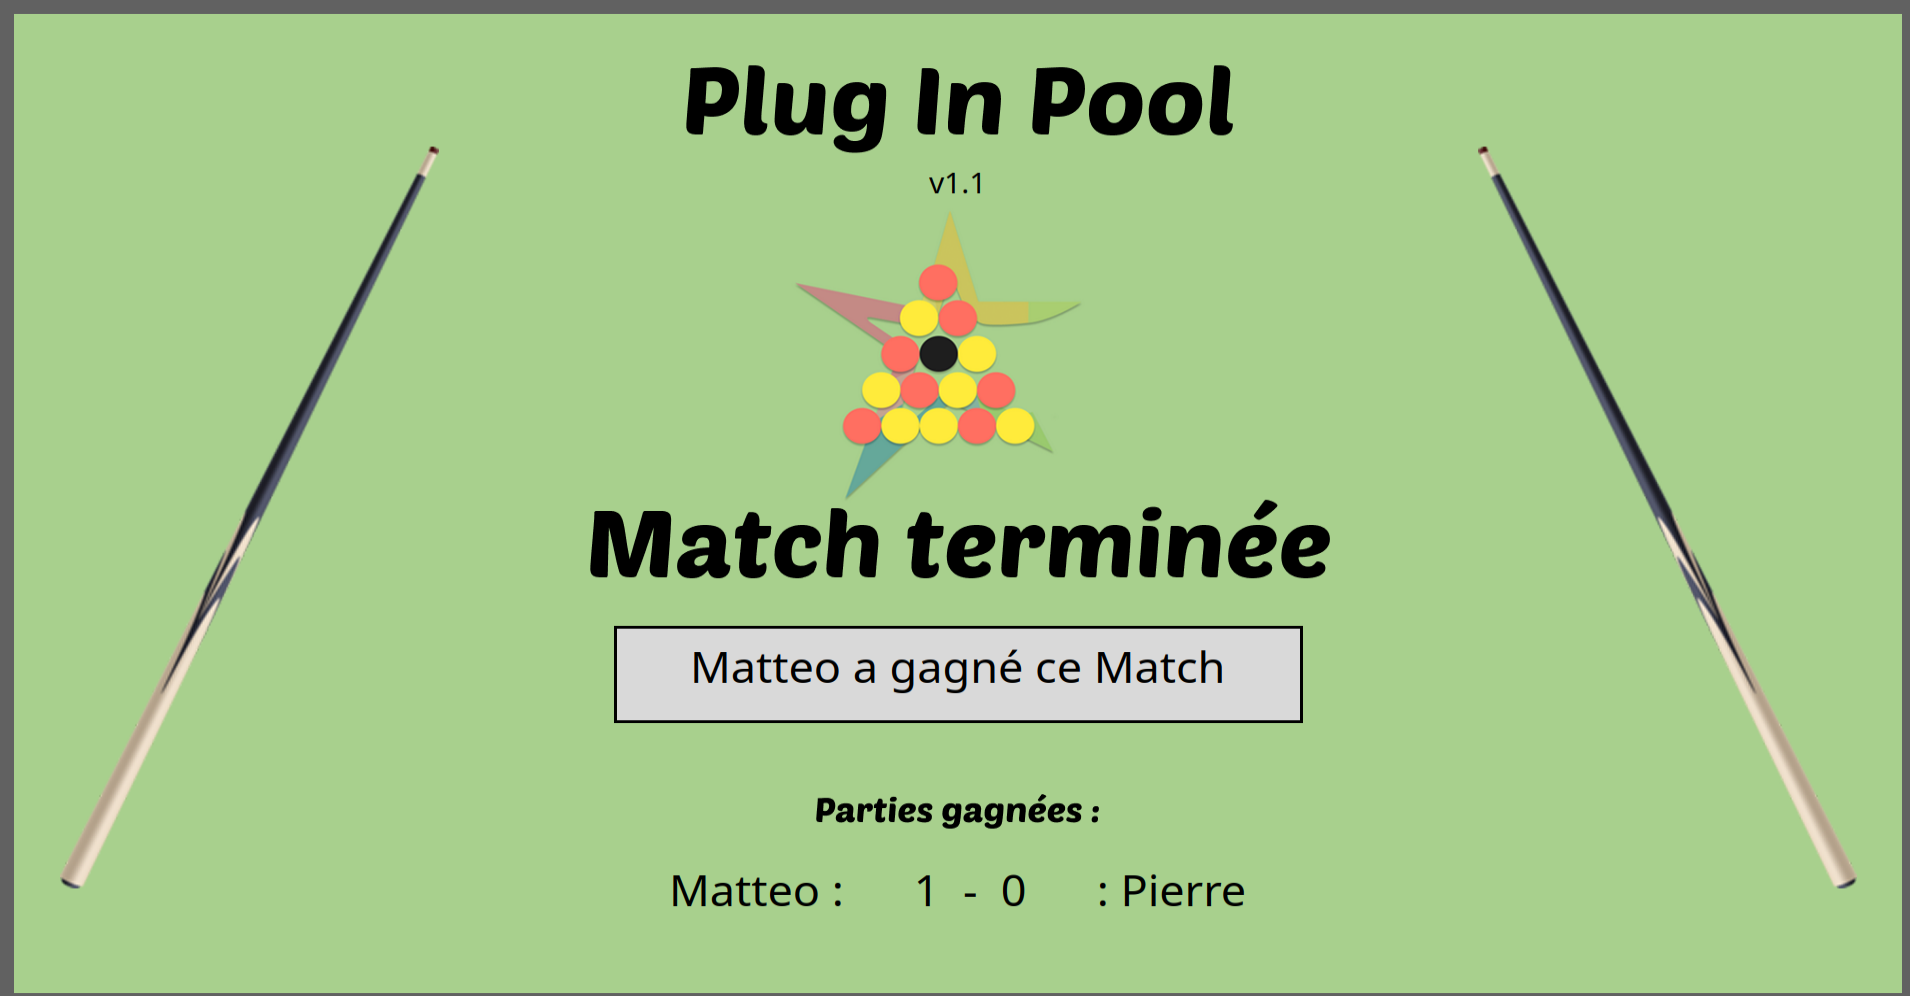 Plug In Pool
v1.1
Match terminée
Matteo a gagné ce Match
Parties gagnées :
Matteo : 1 - 0 : Pierre